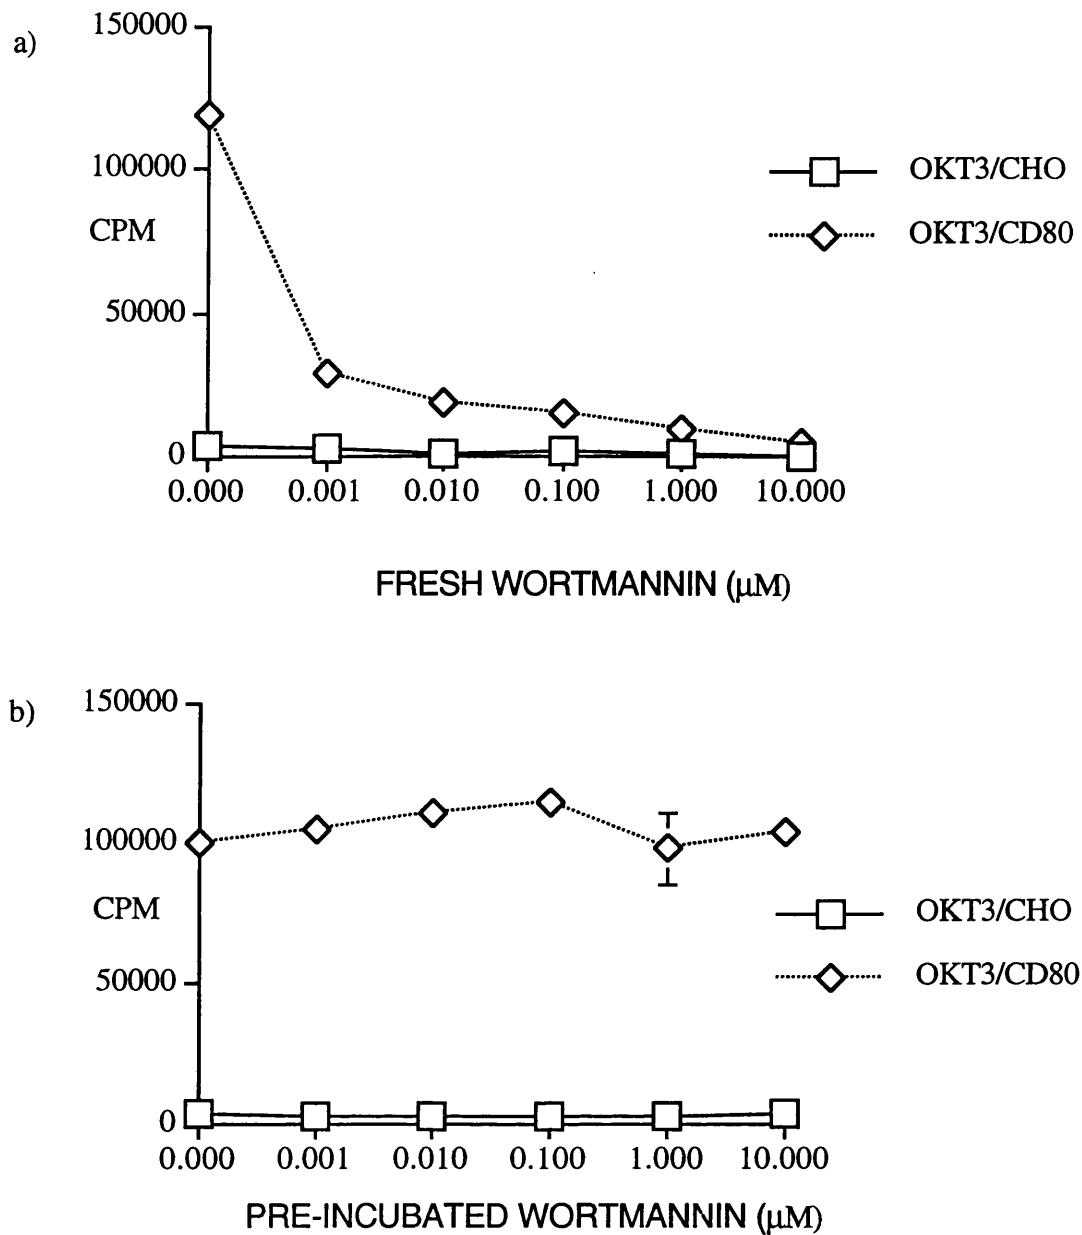 a)
150000
100000
CPM
50000
0
0.000 0.001 0.010 0.100 1.000 10.000
FRESH WORTMANNIN (μM)
OKT3/CHO
OKT3/CD80
b)
150000
100000
CPM
50000
0
0.000 0.001 0.010 0.100 1.000 10.000
PRE-INCUBATED WORTMANNIN (μM)
OKT3/CHO
OKT3/CD80